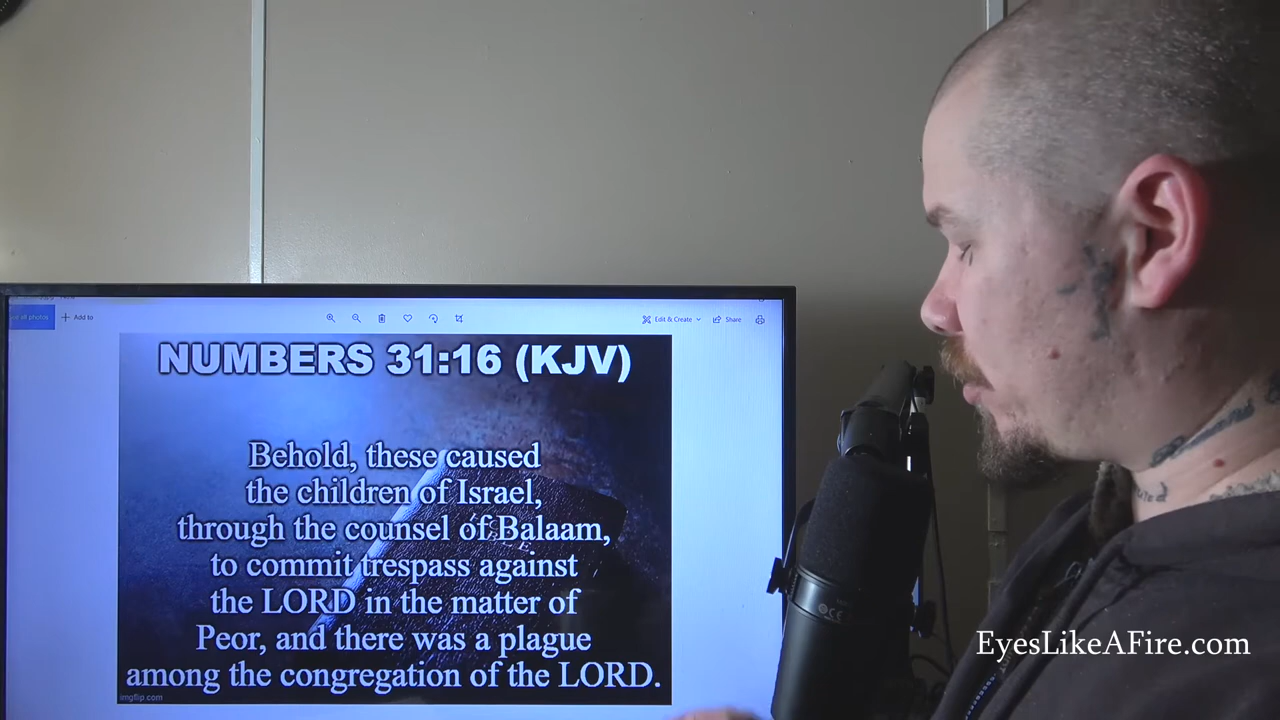 all photos
Add to
Edit & Create
Share
NUMBERS 31:16 (KJV)
Behold, these caused
the children of Israel,
through the counsel of Balaam,
to commit trespass against
the LORD in the matter of
Peor, and there was a plague
among the congregation of the LORD.
imgflip.com
EyesLikeAFire.com